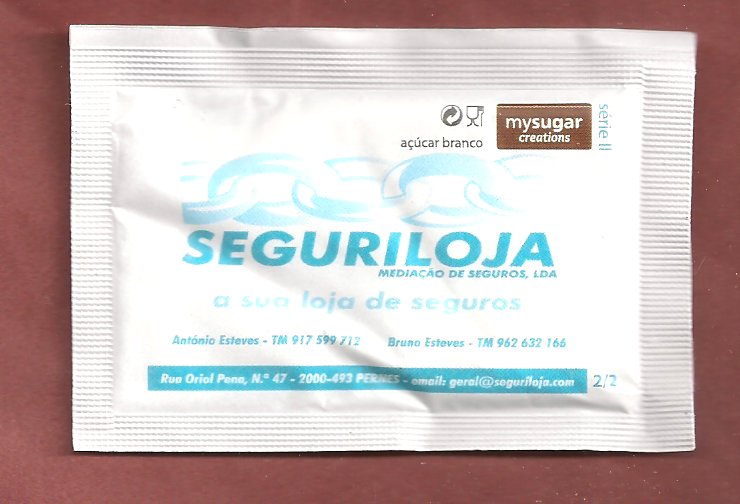 mysugar
creations
série II
açúcar branco
SEGURILOJA
MEDIAÇÃO DE SEGUROS, LDA
a sua loja de seguros
António Esteves - TM 917 599 712 Bruno Esteves - TM 962 632 166
Rua Oriol Pena, N.º 47 - 2000-493 PERNES - email: geral@seguriloja.com 2/2